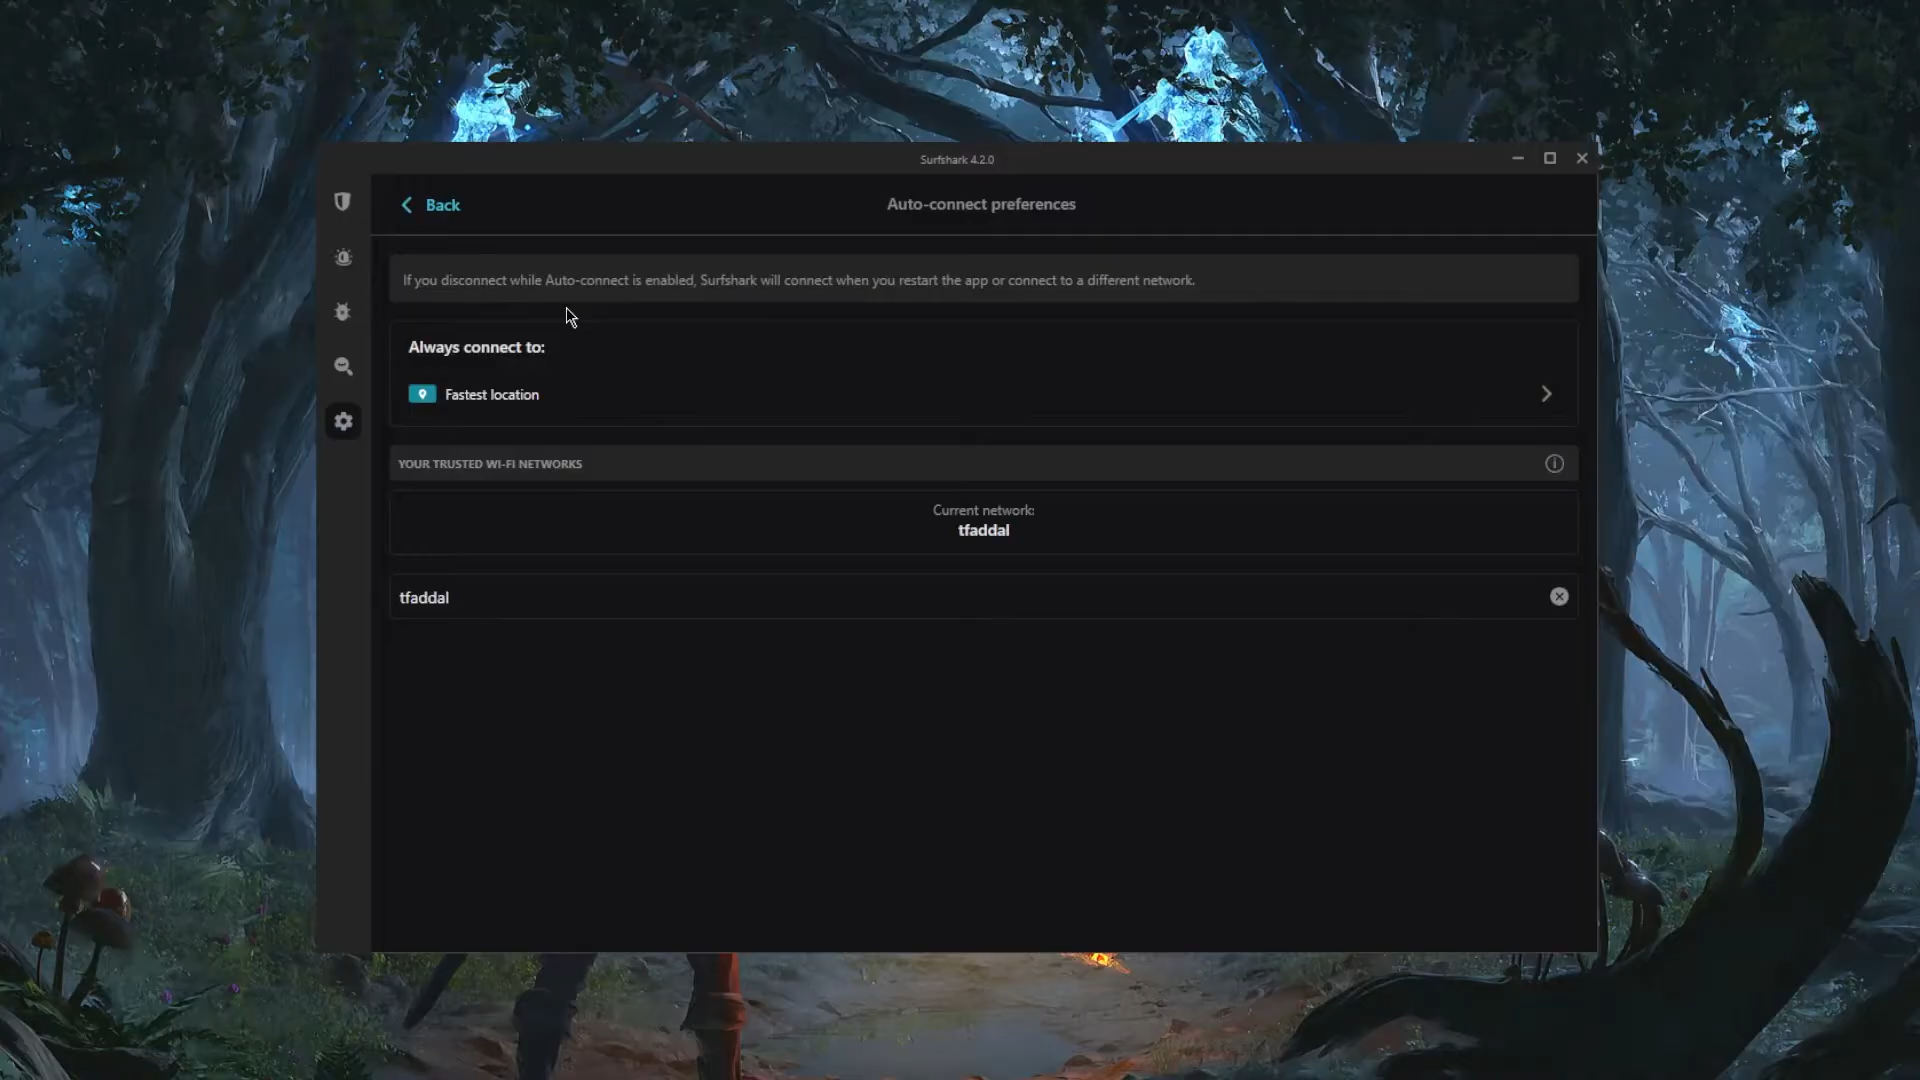 Surfshark 4.2.0
Back
Auto-connect preferences
If you disconnect while Auto-connect is enabled, Surfshark will connect when you restart the app or connect to a different network.
Always connect to:
Fastest location
YOUR TRUSTED WI-FI NETWORKS
Current network:
tfaddal
tfaddal